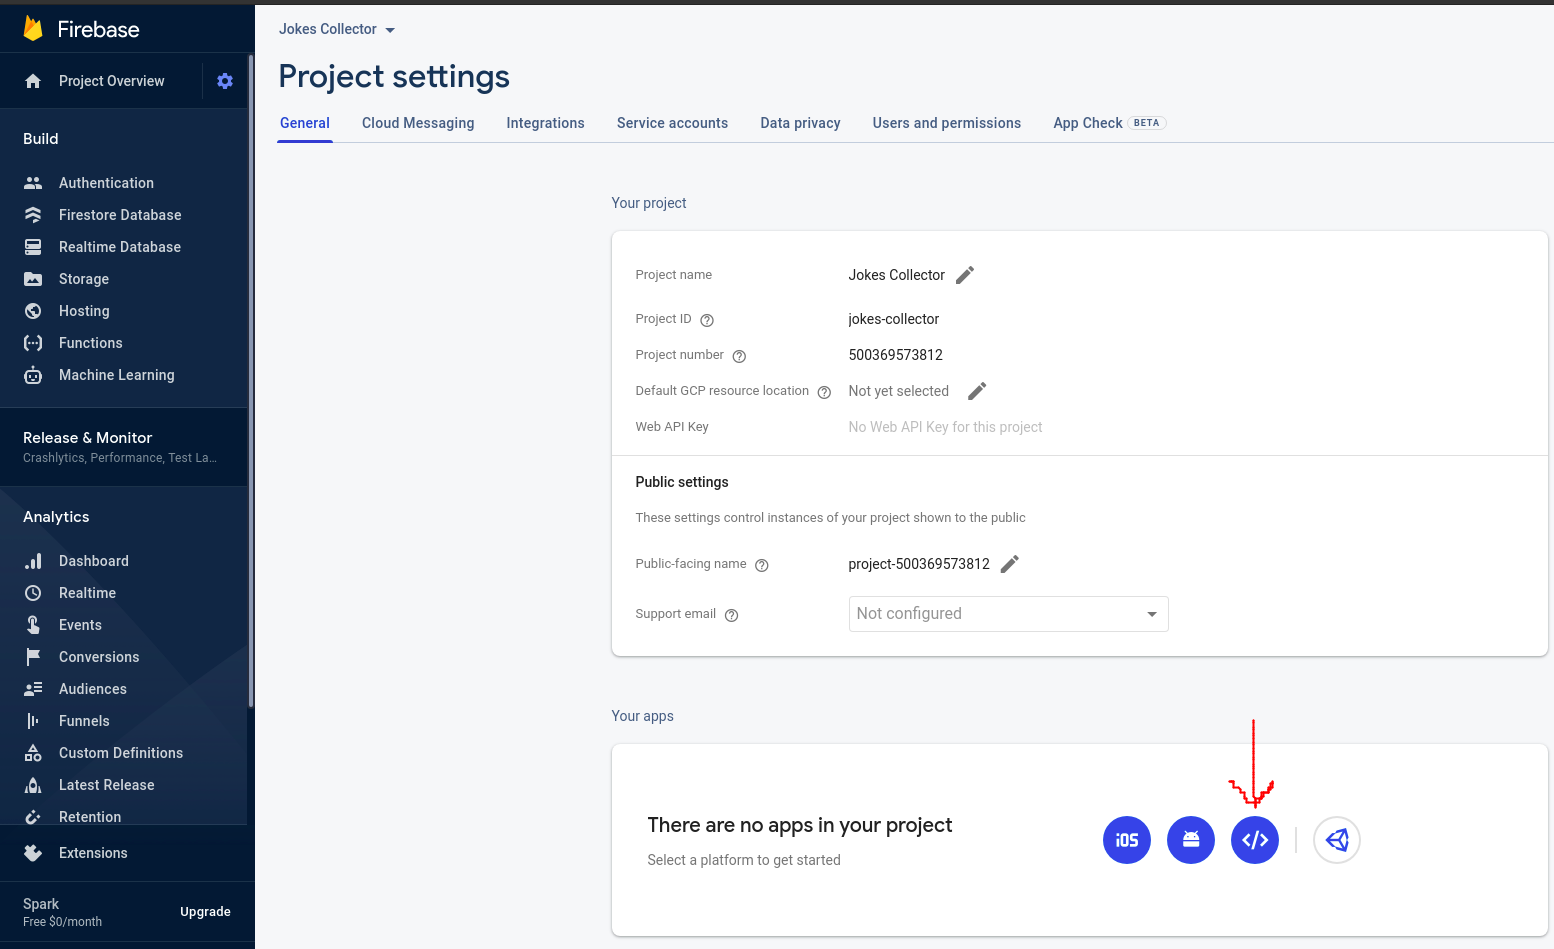 Firebase
Project Overview
Build
Authentication
Firestore Database
Realtime Database
Storage
Hosting
Functions
Machine Learning
Release & Monitor
Crashlytics, Performance, Test La...
Analytics
Dashboard
Realtime
Events
Conversions
Audiences
Funnels
Custom Definitions
Latest Release
Retention
Extensions
Spark
Free $0/month
Upgrade
Jokes Collector
Project settings
General Cloud Messaging Integrations Service accounts Data privacy Users and permissions App Check BETA
Your project
Project name Jokes Collector
Project ID jokes-collector
Project number 500369573812
Default GCP resource location Not yet selected
Web API Key No Web API Key for this project
Public settings
These settings control instances of your project shown to the public
Public-facing name project-500369573812
Support email Not configured
Your apps
There are no apps in your project
Select a platform to get started
iOS </>